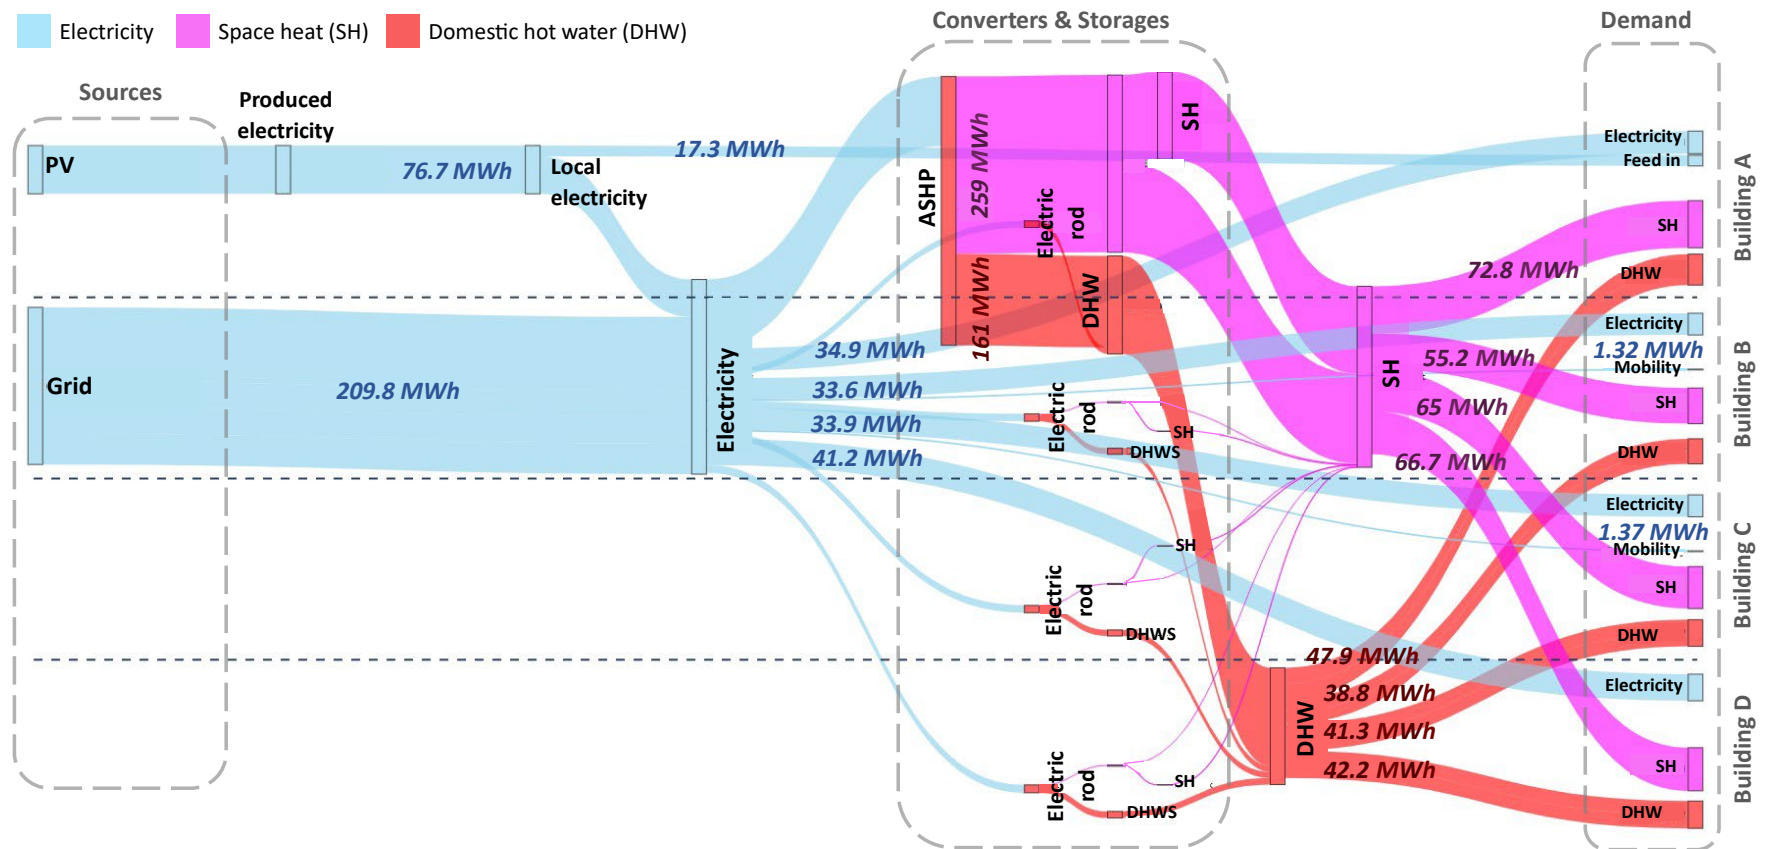 Electricity
Space heat (SH)
Domestic hot water (DHW)
Converters & Storages
Demand
Sources
Produced
electricity
PV
76.7 MWh
Local
electricity
17.3 MWh
Grid
209.8 MWh
Electricity
34.9 MWh
33.6 MWh
33.9 MWh
41.2 MWh
ASHP
259 MWh
161 MWh
Electric
rod
DHW
SH
Electric
rod
SH
DHWS
Electric
rod
SH
DHWS
Electric
rod
SH
DHWS
SH
72.8 MWh
55.2 MWh
65 MWh
66.7 MWh
DHW
47.9 MWh
38.8 MWh
41.3 MWh
42.2 MWh
Electricity
Feed in
SH
DHW
Building A
Electricity
1.32 MWh
Mobility
SH
DHW
Building B
Electricity
1.37 MWh
Mobility
SH
DHW
Building C
Electricity
SH
DHW
Building D